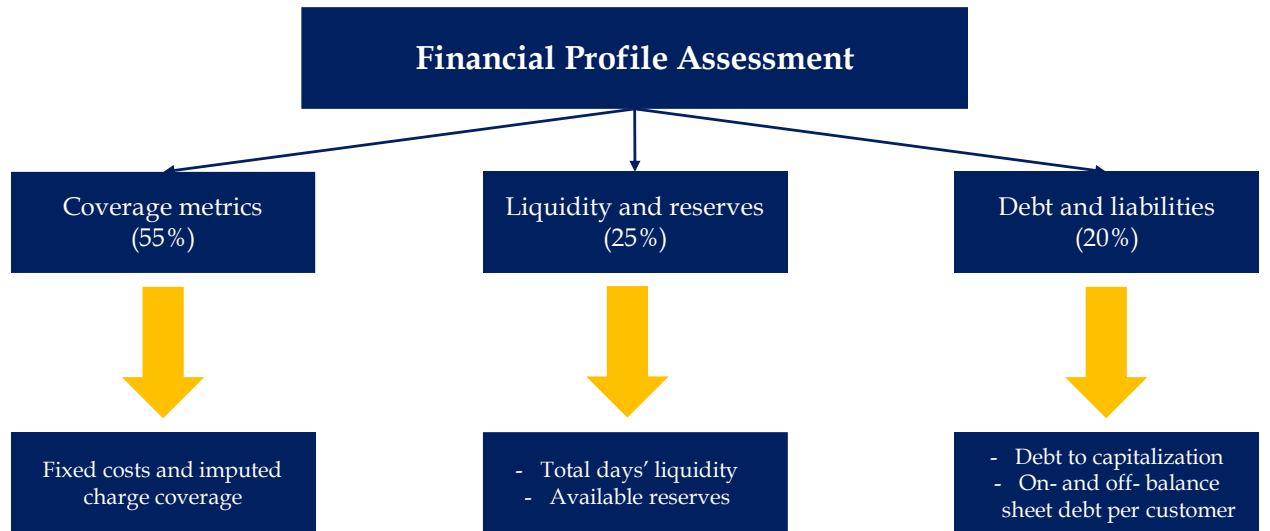 Financial Profile Assessment
Coverage metrics
(55%)
Liquidity and reserves
(25%)
Debt and liabilities
(20%)
Fixed costs and imputed
charge coverage
- Total days' liquidity
- Available reserves
- Debt to capitalization
- On- and off- balance
sheet debt per customer